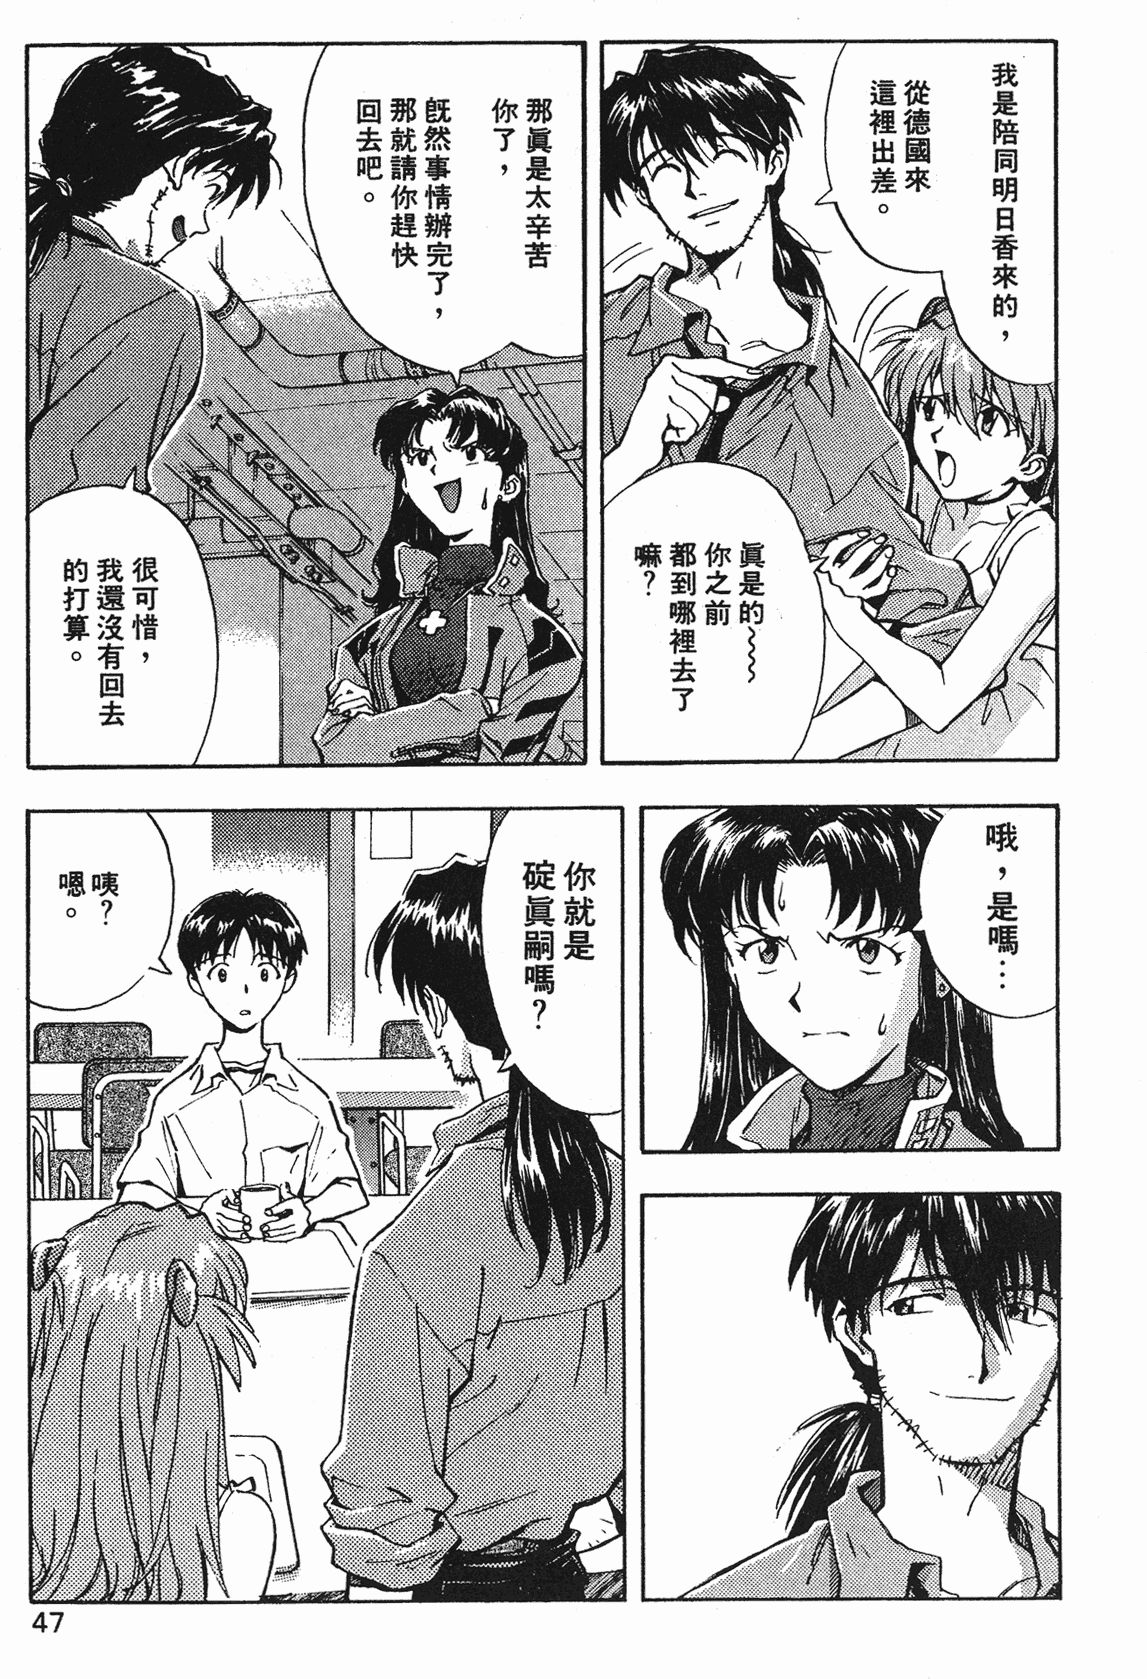 我是陪同明日香來的，
從德國來
這裡出差。
眞是的～～
你之前
都到哪裡去了
嘛？
那眞是太辛苦
你了，
旣然事情辦完了，
那就請你趕快
回去吧。
很可惜，
我還沒有回去
的打算。
哦，是嗎…
你就是
碇眞嗣嗎？
咦？
嗯。
47